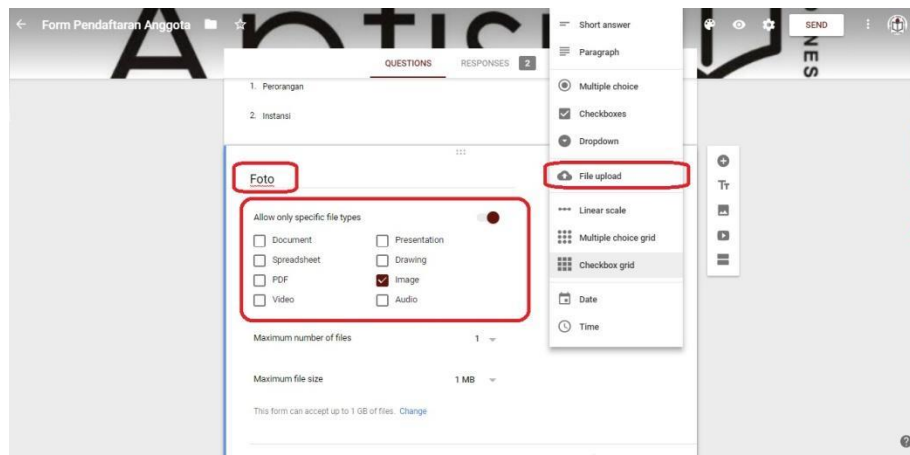 Form Pendaftaran Anggota
SEND
QUESTIONS RESPONSES 2
NES
1. Perorangan
2. Instansi
Foto
Allow only specific file types
Document Presentation
Spreadsheet Drawing
PDF Image
Video Audio
Maximum number of files 1
Maximum file size 1 MB
This form can accept up to 1 GB of files. Change
Short answer
Paragraph
Multiple choice
Checkboxes
Dropdown
File upload
Linear scale
Multiple choice grid
Checkbox grid
Date
Time
Tт